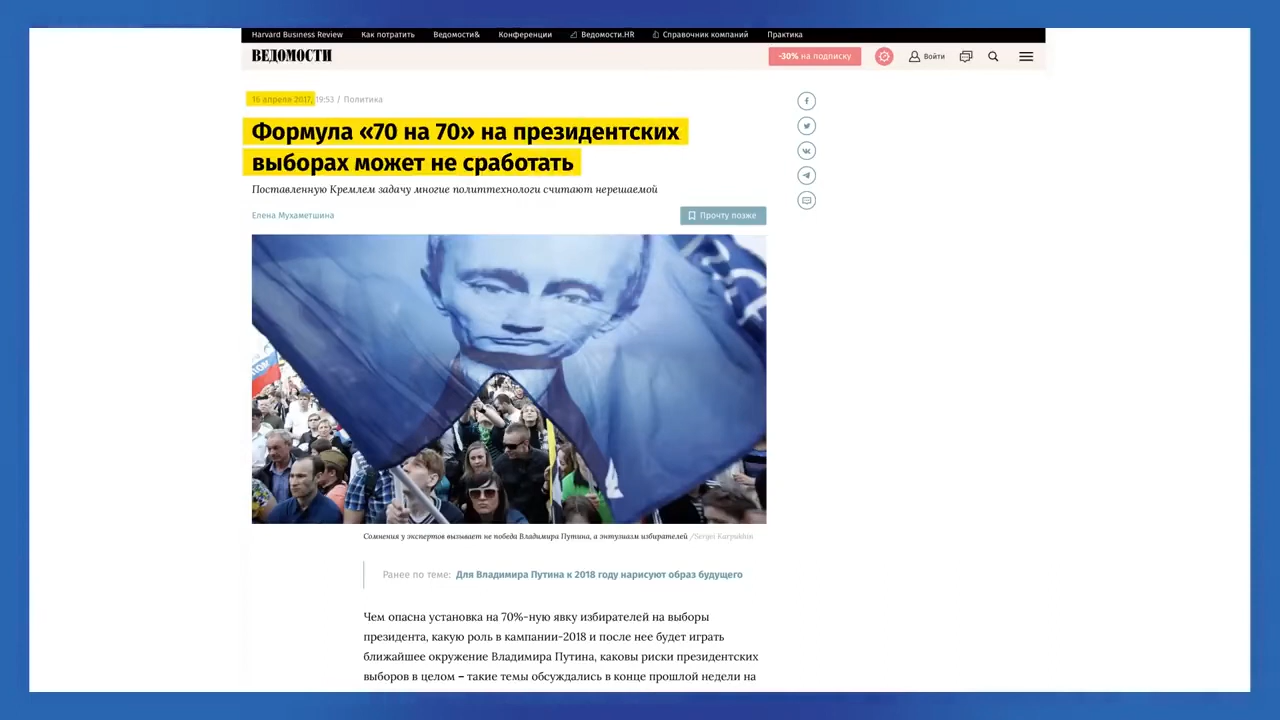 Harvard Business Review Как потратить Ведомости& Конференции Ведомости.HR Справочник компаний Практика
ВЕДОМОСТИ
-30% на подписку Войти
16 апреля 2017, 19:53 / Политика
Формула «70 на 70» на президентских
выборах может не сработать
Поставленную Кремлем задачу многие политтехнологи считают нерешаемой
Елена Мухаметшина
Прочту позже
Сомнения у экспертов вызывает не победа Владимира Путина, а энтузиазм избирателей /Sergei Karpukhin
Ранее по теме: Для Владимира Путина к 2018 году нарисуют образ будущего
Чем опасна установка на 70%-ную явку избирателей на выборы
президента, какую роль в кампании-2018 и после нее будет играть
ближайшее окружение Владимира Путина, каковы риски президентских
выборов в целом – такие темы обсуждались в конце прошлой недели на